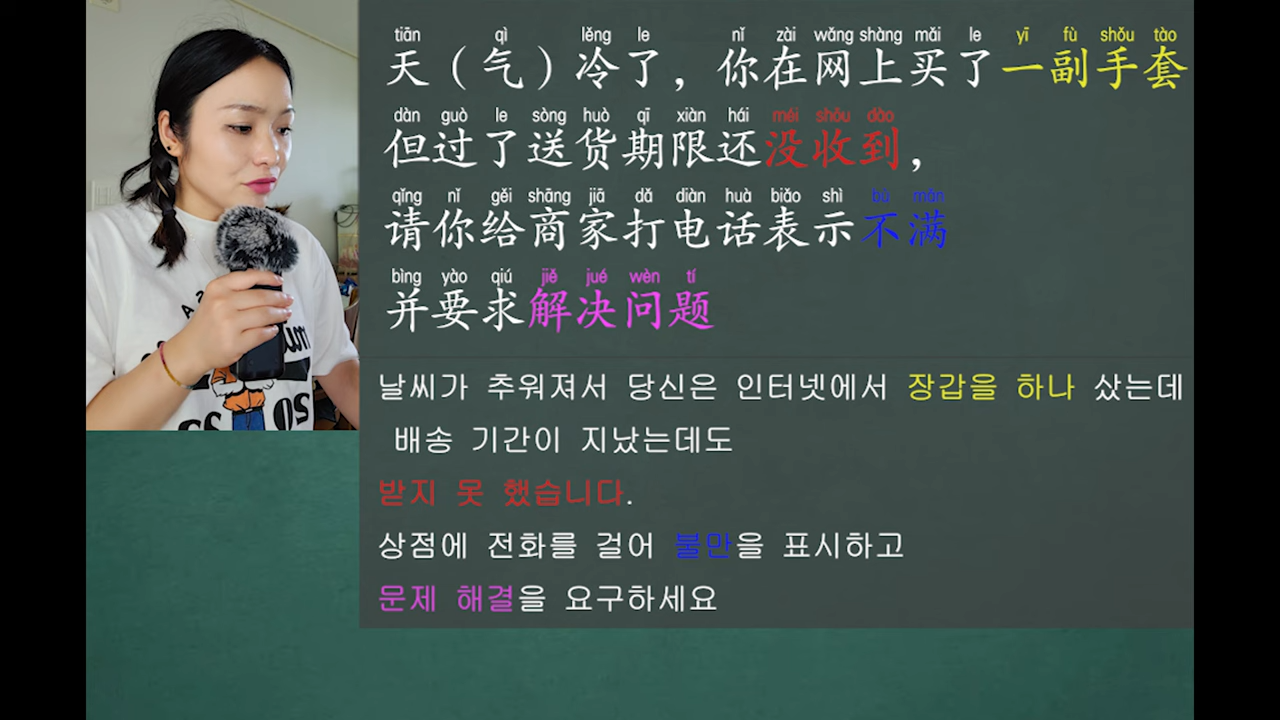 tiān qì lěng le nǐ zài wǎng shàng mǎi le yī fù shǒu tào
天（气）冷了，你在网上买了一副手套
dàn guò le sòng huò qī xiàn hái méi shōu dào
但过了送货期限还没收到，
qǐng nǐ gěi shāng jiā dǎ diàn huà biǎo shì bù mǎn
请你给商家打电话表示不满
bìng yào qiú jiě jué wèn tí
并要求解决问题
날씨가 추워져서 당신은 인터넷에서 장갑을 하나 샀는데
배송 기간이 지났는데도
받지 못 했습니다.
상점에 전화를 걸어 불만을 표시하고
문제 해결을 요구하세요